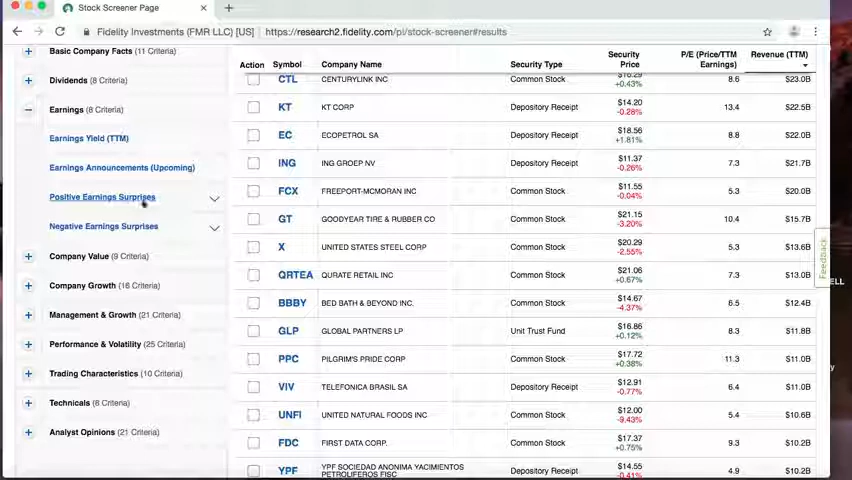 Stock Screener Page
Fidelity Investments (FMR LLC) [US] https://research2.fidelity.com/pi/stock-screener#results
Basic Company Facts (11 Criteria)
Dividends (8 Criteria)
Earnings (8 Criteria)
Earnings Yield (TTM)
Earnings Announcements (Upcoming)
Positive Earnings Surprises
Negative Earnings Surprises
Company Value (9 Criteria)
Company Growth (16 Criteria)
Management & Growth (21 Criteria)
Performance & Volatility (25 Criteria)
Trading Characteristics (10 Criteria)
Technicals (6 Criteria)
Analyst Opinions (21 Criteria)
Action Symbol Company Name Security Type Security Price P/E (Price/TTM Earnings) Revenue (TTM)
CTL CENTURYLINK INC Common Stock +0.43% 8.6 $23.0B
KT KT CORP Depository Receipt $14.20 -0.28% 13.4 $22.5B
EC ECOPETROL SA Depository Receipt $18.56 +1.81% 8.8 $22.0B
ING ING GROEP NV Depository Receipt $11.37 -0.26% 7.3 $21.7B
FCX FREEPORT-MCMORAN INC Common Stock $11.55 -0.04% 5.3 $20.0B
GT GOODYEAR TIRE & RUBBER CO Common Stock $21.15 -3.20% 10.4 $15.7B
X UNITED STATES STEEL CORP Common Stock $20.29 -2.55% 5.3 $13.6B
QRTEA QURATE RETAIL INC Common Stock $21.06 +0.67% 7.3 $13.0B
BBBY BED BATH & BEYOND INC. Common Stock $14.67 -4.37% 6.5 $12.4B
GLP GLOBAL PARTNERS LP Unit Trust Fund $16.86 +0.12% 8.3 $11.8B
PPC PILGRIM'S PRIDE CORP Common Stock $17.72 +0.38% 11.3 $11.0B
VIV TELEFONICA BRASIL SA Depository Receipt $12.91 -0.77% 6.4 $11.0B
UNFI UNITED NATURAL FOODS INC Common Stock $12.00 -9.43% 5.4 $10.6B
FDC FIRST DATA CORP. Common Stock $17.37 +0.75% 9.3 $10.2B
YPF YPF SOCIEDAD ANONIMA YACIMIENTOS PETROLIFEROS FISC Depository Receipt $14.55 -0.41% 4.9 $10.2B
Feedback
ELL